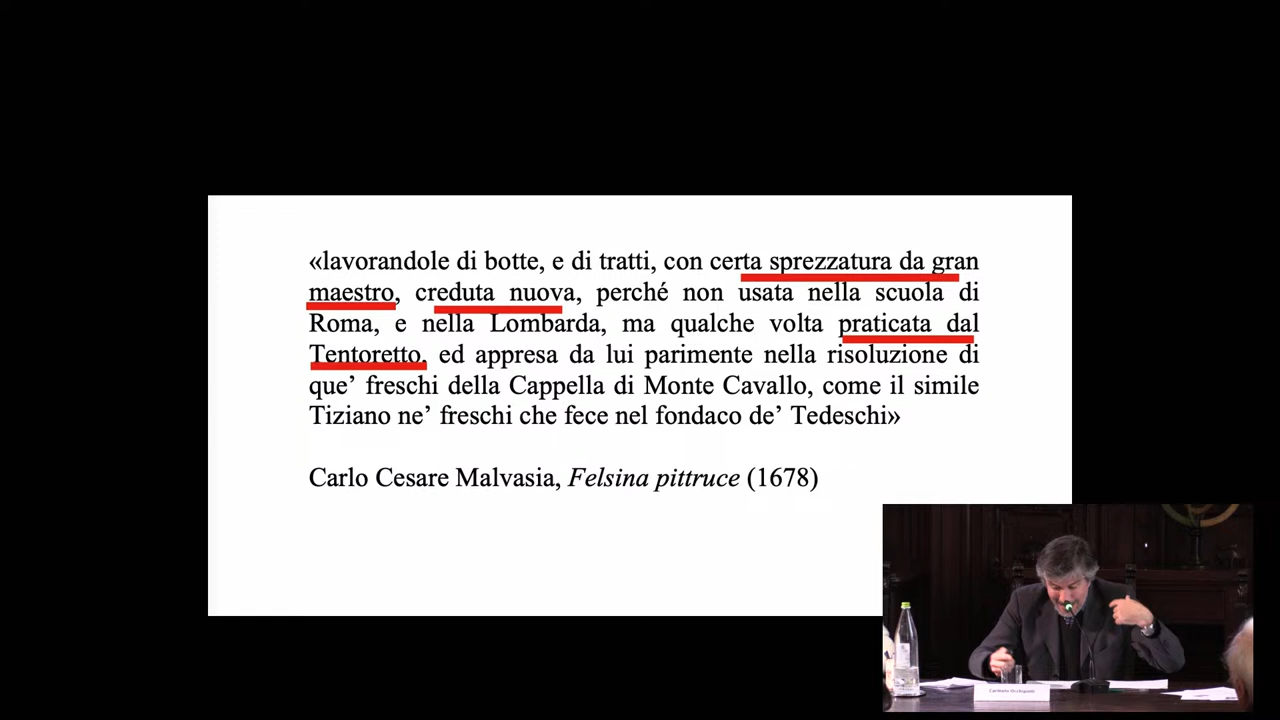 «lavorandole di botte, e di tratti, con certa sprezzatura da gran
maestro, creduta nuova, perché non usata nella scuola di
Roma, e nella Lombarda, ma qualche volta praticata dal
Tentoretto, ed appresa da lui parimente nella risoluzione di
que’ freschi della Cappella di Monte Cavallo, come il simile
Tiziano ne’ freschi che fece nel fondaco de’ Tedeschi»
Carlo Cesare Malvasia, Felsina pittruce (1678)
Carmelo Occhipinti